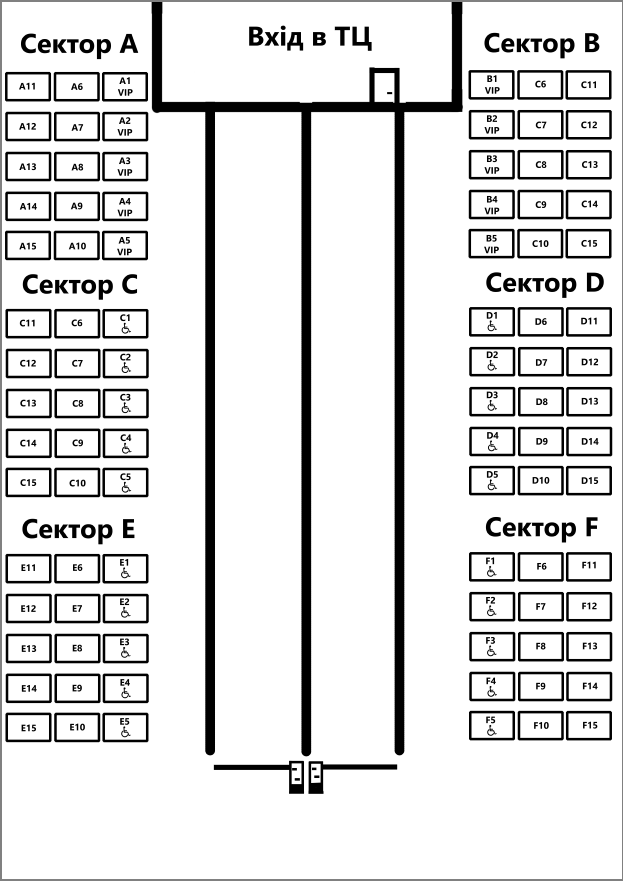 Вхід в ТЦ
Сектор A
A11 A6 A1
VIP
A12 A7 A2
VIP
A13 A8 A3
VIP
A14 A9 A4
VIP
A15 A10 A5
VIP
Сектор B
B1 C6 C11
VIP
B2 C7 C12
VIP
B3 C8 C13
VIP
B4 C9 C14
VIP
B5 C10 C15
VIP
Сектор C
C11 C6 C1
C12 C7 C2
C13 C8 C3
C14 C9 C4
C15 C10 C5
Сектор D
D1 D6 D11
D2 D7 D12
D3 D8 D13
D4 D9 D14
D5 D10 D15
Сектор E
E11 E6 E1
E12 E7 E2
E13 E8 E3
E14 E9 E4
E15 E10 E5
Сектор F
F1 F6 F11
F2 F7 F12
F3 F8 F13
F4 F9 F14
F5 F10 F15